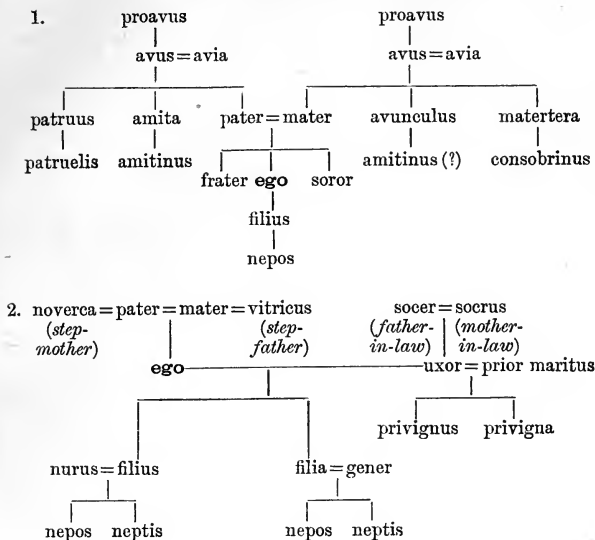 1. proavus proavus
avus=avia avus=avia
patruus amita pater=mater avunculus matertera
patruelis amitinus amitinus (?) consobrinus
frater ego soror
filius
nepos
2. noverca=pater=mater=vitricus socer=socrus
(step- (step- (father- (mother-
mother) father) in-law) in-law)
ego uxor=prior maritus
privignus privigna
nurus=filius filia=gener
nepos neptis nepos neptis